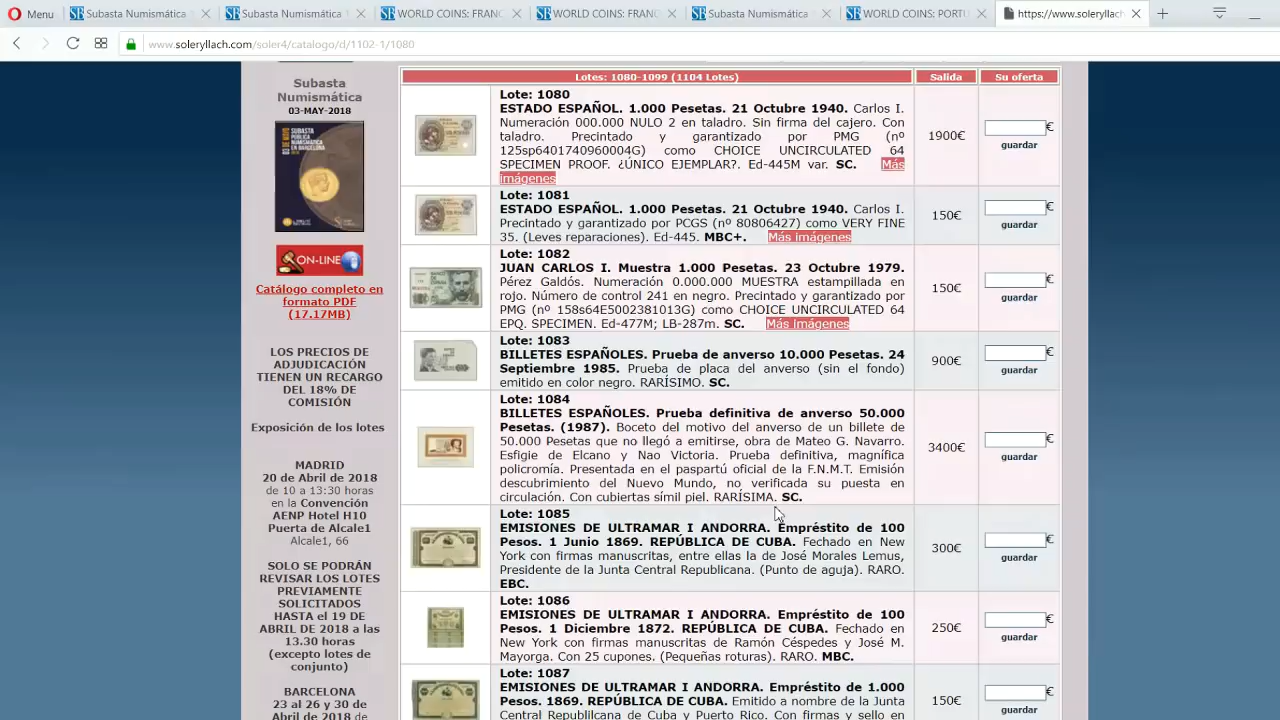 Menu
Subasta Numismática
Subasta Numismática
WORLD COINS: FRANC
WORLD COINS: FRANC
Subasta Numismática
WORLD COINS: PORTU
https://www.soleryllach
www.soleryllach.com/soler4/catalogo/d/1102-1/1080
Subasta
Numismática
03-MAY-2018
ON-LINE
Catálogo completo en
formato PDF
(17.17MB)
LOS PRECIOS DE
ADJUDICACIÓN
TIENEN UN RECARGO
DEL 18% DE
COMISIÓN
Exposición de los lotes
MADRID
20 de Abril de 2018
de 10 a 13:30 horas
en la Convención
AENP Hotel H10
Puerta de Alcale1
Alcale1, 66
SOLO SE PODRÁN
REVISAR LOS LOTES
PREVIAMENTE
SOLICITADOS
HASTA el 19 DE
ABRIL DE 2018 a las
13.30 horas
(excepto lotes de
conjunto)
BARCELONA
23 al 26 y 30 de
Abril de 2018 de
Lotes: 1080-1099 (1104 Lotes) Salida Su oferta
Lote: 1080
ESTADO ESPAÑOL. 1.000 Pesetas. 21 Octubre 1940. Carlos I.
Numeración 000.000 NULO 2 en taladro. Sin firma del cajero. Con
taladro. Precintado y garantizado por PMG (nº
125sp6401740960004G) como CHOICE UNCIRCULATED 64
SPECIMEN PROOF. ¿ÚNICO EJEMPLAR?. Ed-445M var. SC. Más
imágenes
1900€
€
guardar
Lote: 1081
ESTADO ESPAÑOL. 1.000 Pesetas. 21 Octubre 1940. Carlos I.
Precintado y garantizado por PCGS (nº 80806427) como VERY FINE
35. (Leves reparaciones). Ed-445. MBC+. Más imágenes
150€
€
guardar
Lote: 1082
JUAN CARLOS I. Muestra 1.000 Pesetas. 23 Octubre 1979.
Pérez Galdós. Numeración 0.000.000 MUESTRA estampillada en
rojo. Número de control 241 en negro. Precintado y garantizado por
PMG (nº 158s64E5002381013G) como CHOICE UNCIRCULATED 64
EPQ. SPECIMEN. Ed-477M; LB-287m. SC. Más imágenes
150€
€
guardar
Lote: 1083
BILLETES ESPAÑOLES. Prueba de anverso 10.000 Pesetas. 24
Septiembre 1985. Prueba de placa del anverso (sin el fondo)
emitido en color negro. RARÍSIMO. SC.
900€
€
guardar
Lote: 1084
BILLETES ESPAÑOLES. Prueba definitiva de anverso 50.000
Pesetas. (1987). Boceto del motivo del anverso de un billete de
50.000 Pesetas que no llegó a emitirse, obra de Mateo G. Navarro.
Esfigie de Elcano y Nao Victoria. Prueba definitiva, magnífica
policromía. Presentada en el paspartú oficial de la F.N.M.T. Emisión
descubrimiento del Nuevo Mundo, no verificada su puesta en
circulación. Con cubiertas símil piel. RARÍSIMA. SC.
3400€
€
guardar
Lote: 1085
EMISIONES DE ULTRAMAR I ANDORRA. Empréstito de 100
Pesos. 1 Junio 1869. REPÚBLICA DE CUBA. Fechado en New
York con firmas manuscritas, entre ellas la de José Morales Lemus,
Presidente de la Junta Central Republicana. (Punto de aguja). RARO.
EBC.
300€
€
guardar
Lote: 1086
EMISIONES DE ULTRAMAR I ANDORRA. Empréstito de 100
Pesos. 1 Diciembre 1872. REPÚBLICA DE CUBA. Fechado en
New York con firmas manuscritas de Ramón Céspedes y José M.
Mayorga. Con 25 cupones. (Pequeñas roturas). RARO. MBC.
250€
€
guardar
Lote: 1087
EMISIONES DE ULTRAMAR I ANDORRA. Empréstito de 1.000
Pesos. 1869. REPÚBLICA DE CUBA. Emitido a nombre de la Junta
Central Republilcana de Cuba y Puerto Rico. Con firmas y sello en
150€
€
guardar